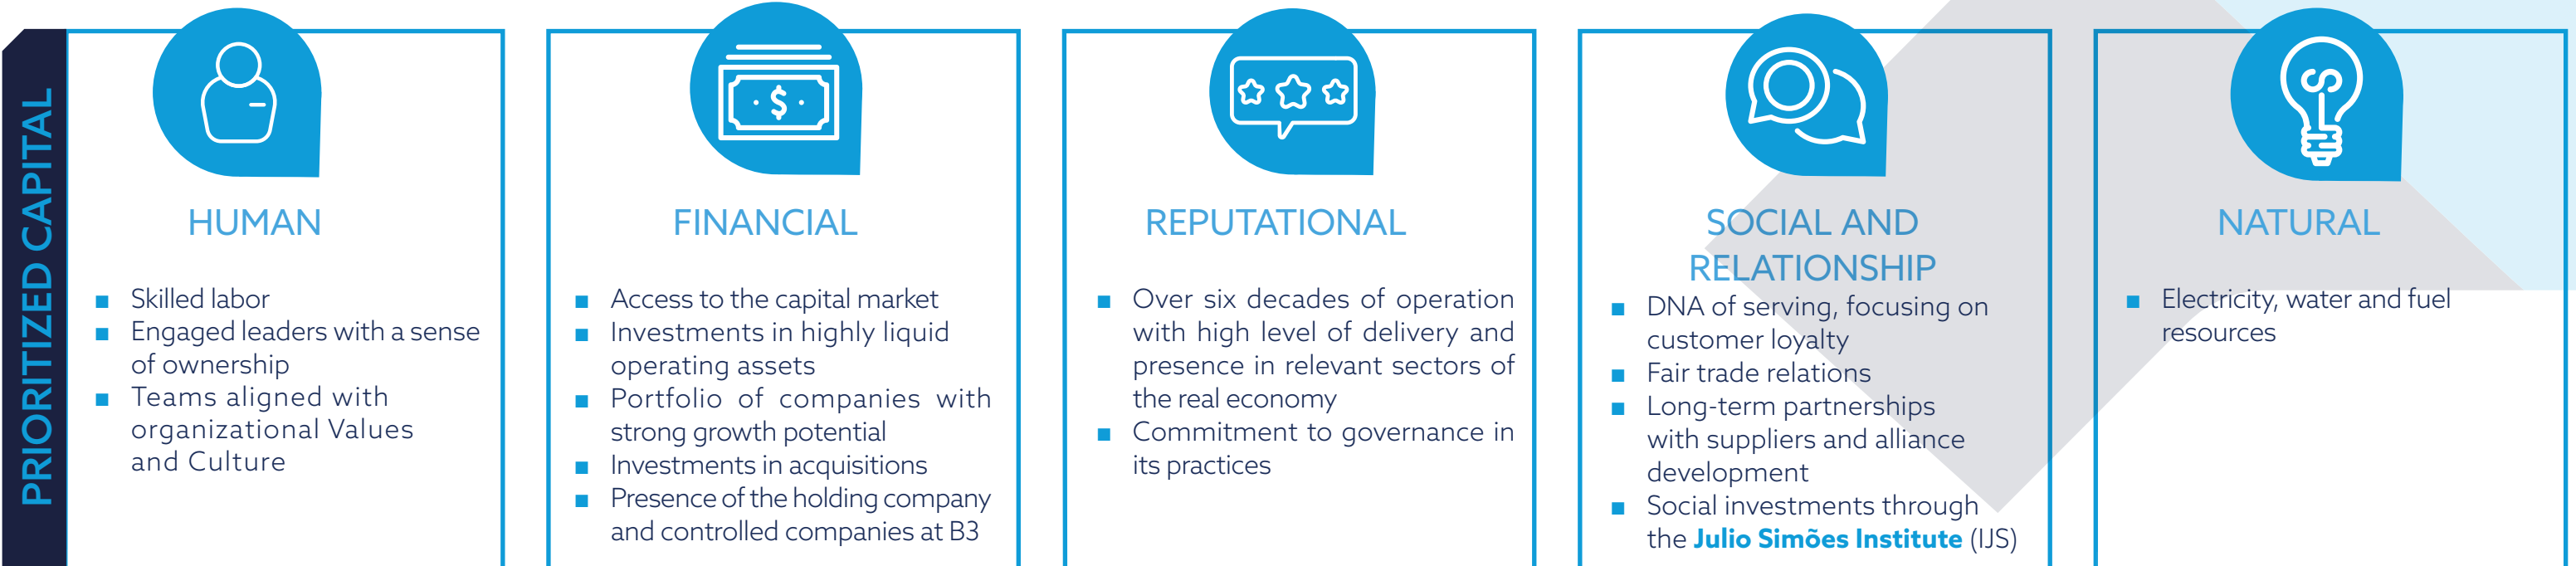 PRIORITIZED CAPITAL
HUMAN
Skilled labor
Engaged leaders with a sense
of ownership
Teams aligned with
organizational Values
and Culture
FINANCIAL
Access to the capital market
Investments in highly liquid
operating assets
Portfolio of companies with
strong growth potential
Investments in acquisitions
Presence of the holding company
and controlled companies at B3
REPUTATIONAL
Over six decades of operation
with high level of delivery and
presence in relevant sectors of
the real economy
Commitment to governance in
its practices
SOCIAL AND
RELATIONSHIP
DNA of serving, focusing on
customer loyalty
Fair trade relations
Long-term partnerships
with suppliers and alliance
development
Social investments through
the Julio Simões Institute (IJS)
NATURAL
Electricity, water and fuel
resources